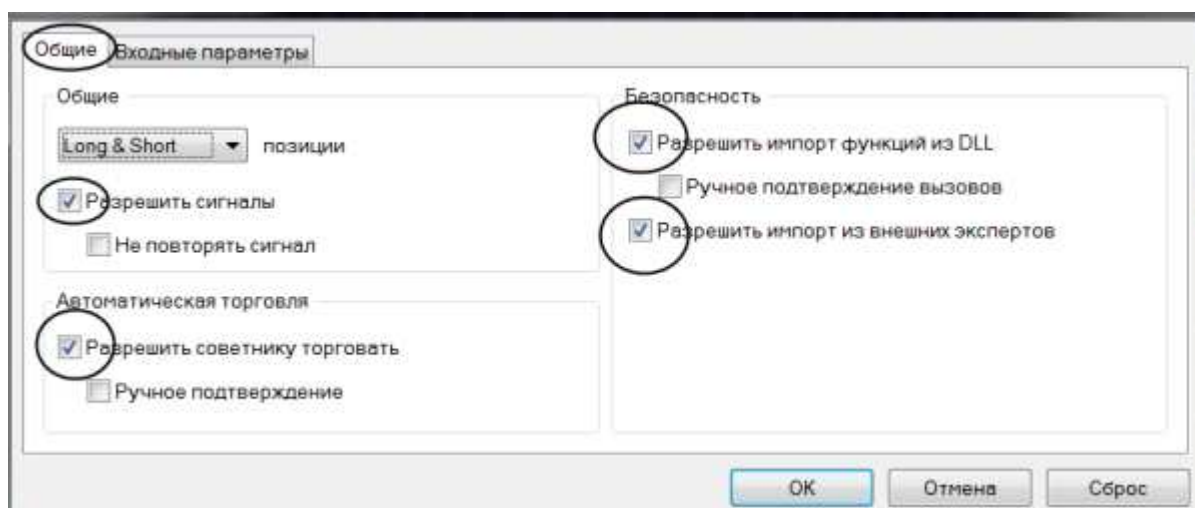 Общие
Входные параметры
Общие
Long & Short
позиции
Разрешить сигналы
Не повторять сигнал
Автоматическая торговля
Разрешить советнику торговать
Ручное подтверждение
Безопасность
Разрешить импорт функций из DLL
Ручное подтверждение вызовов
Разрешить импорт из внешних экспертов
OK
Отмена
Сброс